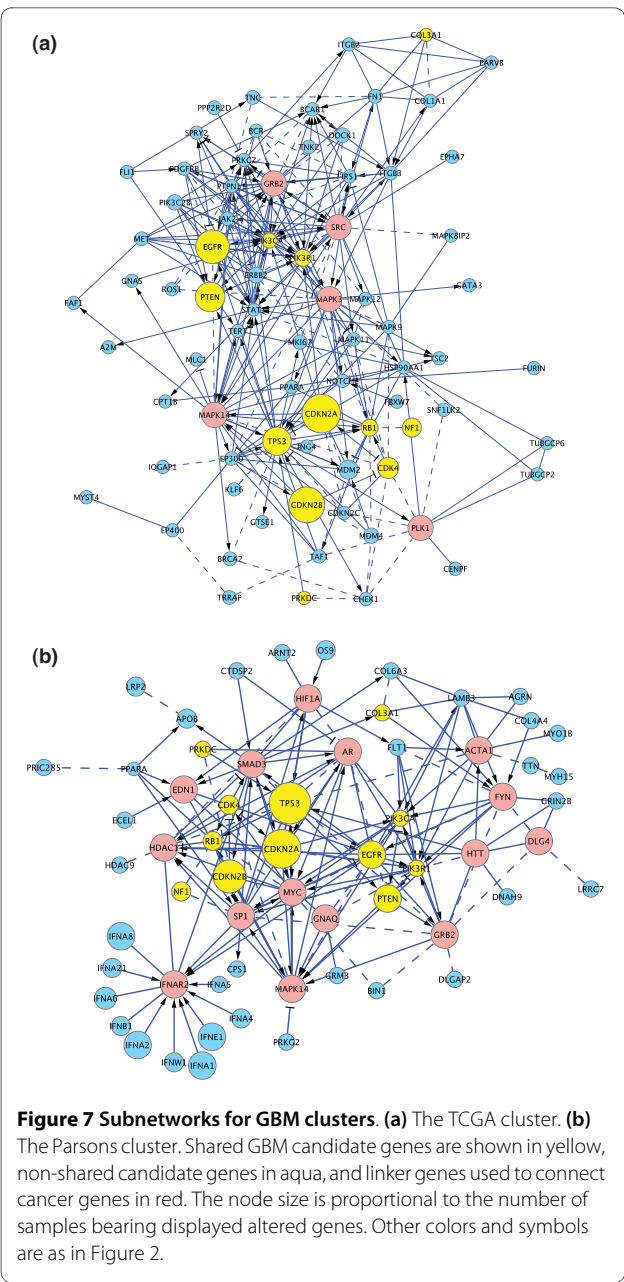 (a)
COL3A1
ITGB2
PARVB
TNC
FN1
COL1A1
PPP2R2D
BCAR1
SPRY2
BCR
DOCK1
TNK2
PRKCZ
EPHA7
FLI1
PDGFRB
IRS1
ITGB3
PTPN11
GRB2
PIK3C2B
JAK2
SRC
MAPK8IP2
MET
EGFR
PIK3R1
ERBB2
GNAS
ROS1
PTEN
GATA3
FAF1
MAPK3
MAPK12
STAT3
TERT
MAPK9
A2M
MKI67
MAPK11
MLC1
TSC2
HSP90AA1
FURIN
PPARA
NOTCH1
CPT1B
FBXW7
SNF1LK2
MAPK14
CDKN2A
RB1
NF1
TP53
ING4
TUBGCP6
IQGAP1
EP300
MDM2
CDK4
TUBGCP2
KLF6
MYST4
CDKN2B
CDKN2C
GTSE1
EP400
MDM4
PLK1
BRCA2
TAF1
CENPF
TRRAP
PRKDC
CHEK1
(b)
ARNT2
OS9
CTDSP2
COL6A3
LRP2
HIF1A
LAMB3
AGRN
APOB
COL3A1
COL4A4
MYO1B
PRKDC
AR
FLT1
ACTA1
PRIC285
PPARA
SMAD3
TTN
MYH15
EDN1
CDK4
TP53
FYN
GRIN2B
ECEL1
PIK3CA
RB1
DLG4
HDAC1
CDKN2A
EGFR
HTT
HDAC9
PIK3R1
CDKN2B
LRRC7
NF1
MYC
PTEN
DNAH9
SP1
GNAQ
GRB2
IFNA8
IFNA21
CPS1
GRM3
DLGAP2
IFNAR2
IFNA5
MAPK14
BIN1
IFNA6
IFNA4
IFNB1
IFNE1
PRKG2
IFNA2
IFNW1
IFNA1
Figure 7 Subnetworks for GBM clusters. (a) The TCGA cluster. (b)
The Parsons cluster. Shared GBM candidate genes are shown in yellow,
non-shared candidate genes in aqua, and linker genes used to connect
cancer genes in red. The node size is proportional to the number of
samples bearing displayed altered genes. Other colors and symbols
are as in Figure 2.